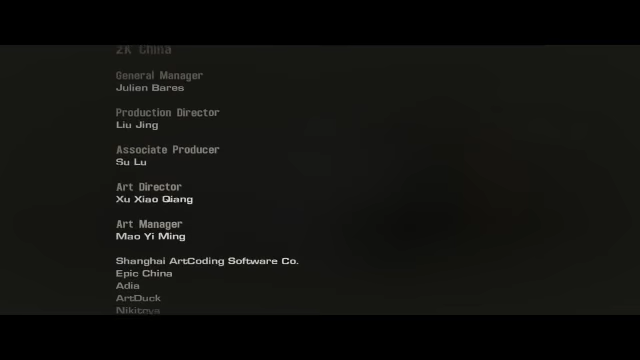 2K China
General Manager
Julien Bares
Production Director
Liu Jing
Associate Producer
Su Lu
Art Director
Xu Xiao Qiang
Art Manager
Mao Yi Ming
Shanghai ArtCoding Software Co.
Epic China
Adia
ArtDuck
Nikitova